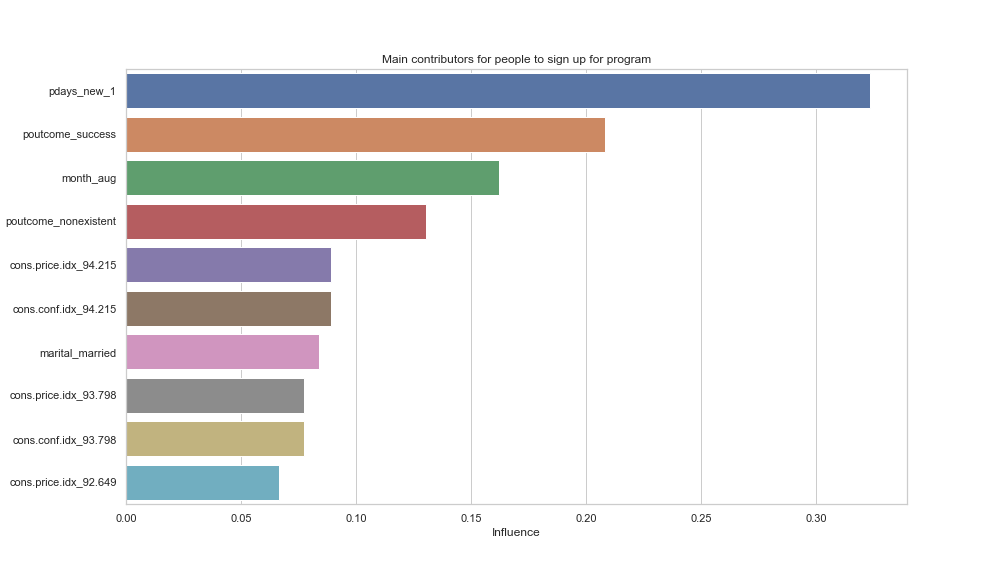 Main contributors for people to sign up for program
pdays_new_1
poutcome_success
month_aug
poutcome_nonexistent
cons.price.idx_94.215
cons.conf.idx_94.215
marital_married
cons.price.idx_93.798
cons.conf.idx_93.798
cons.price.idx_92.649
0.00 0.05 0.10 0.15 0.20 0.25 0.30
Influence